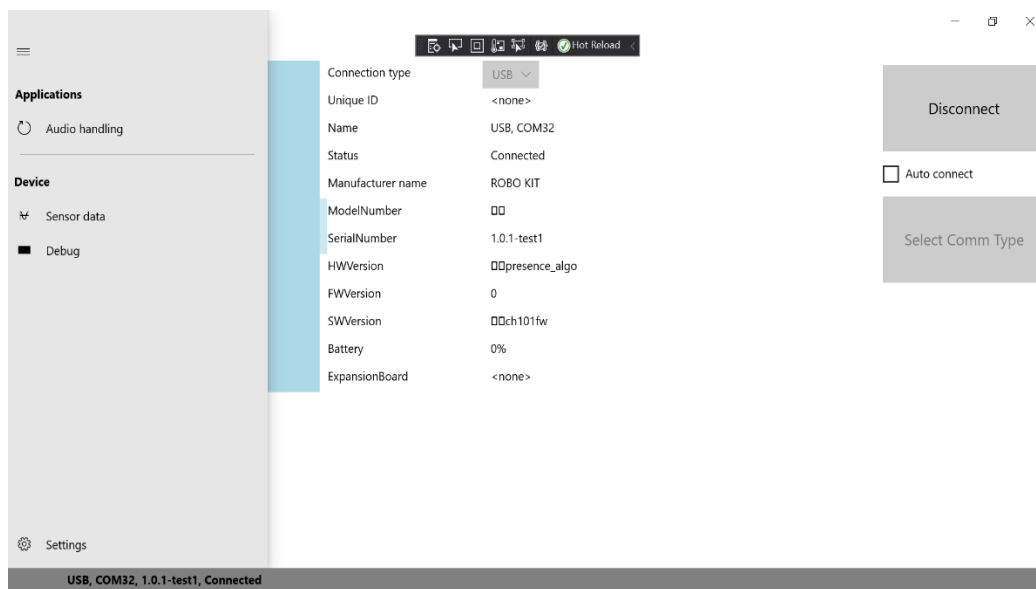 Hot Reload
Applications
Audio handling
Device
Sensor data
Debug
Settings
Connection type USB
Unique ID <none>
Name USB, COM32
Status Connected
Manufacturer name ROBO KIT
ModelNumber □□
SerialNumber 1.0.1-test1
HWVersion □□presence_algo
FWVersion 0
SWVersion □□ch101fw
Battery 0%
ExpansionBoard <none>
Disconnect
Auto connect
Select Comm Type
USB, COM32, 1.0.1-test1, Connected